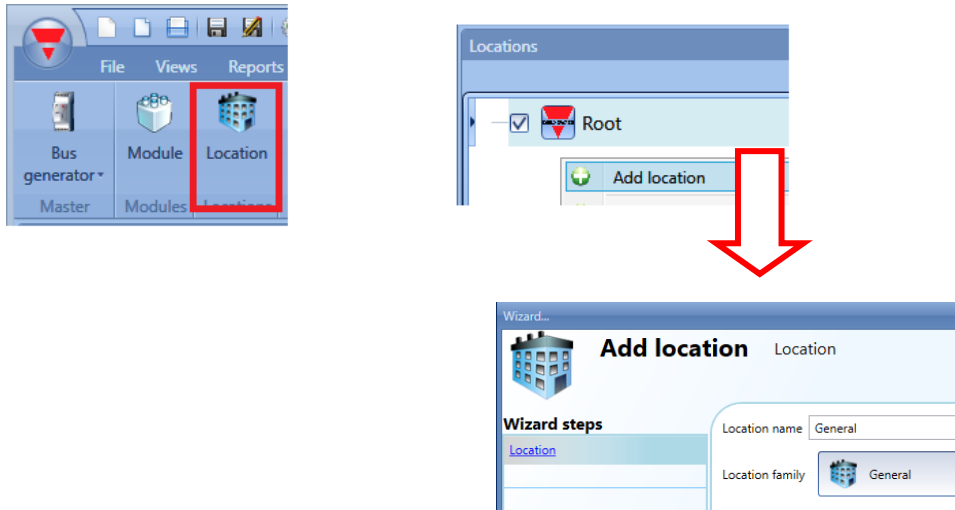 File Views Reports
Bus generator
Module
Location
Master
Modules
Locations
Locations
Root
Add location
Wizard...
Add location Location
Wizard steps
Location
Location name General
Location family General